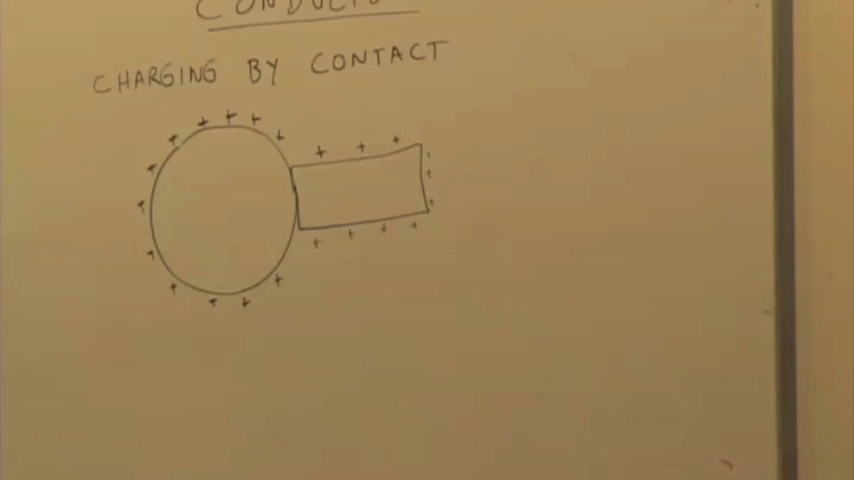 CHARGING BY CONTACT
+ + + + + + + + + + + + +
+ + + + + + + + + +